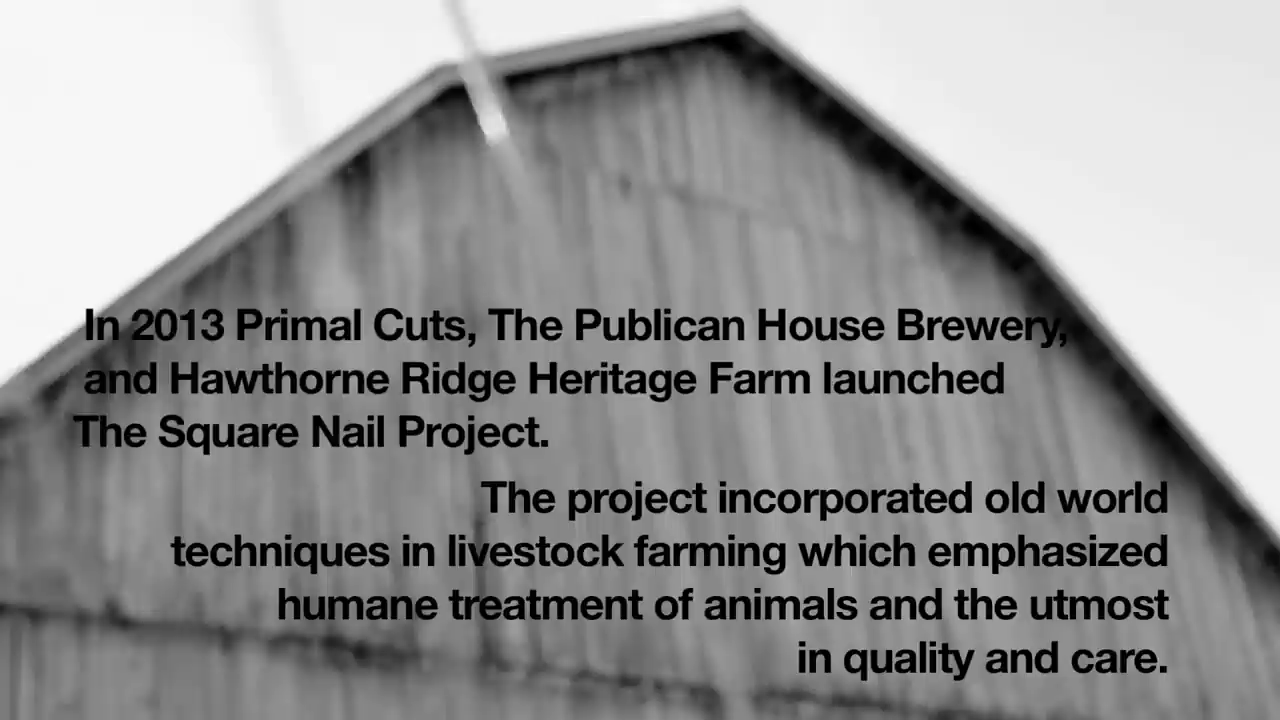 In 2013 Primal Cuts, The Publican House Brewery,
and Hawthorne Ridge Heritage Farm launched
The Square Nail Project.
The project incorporated old world
techniques in livestock farming which emphasized
humane treatment of animals and the utmost
in quality and care.